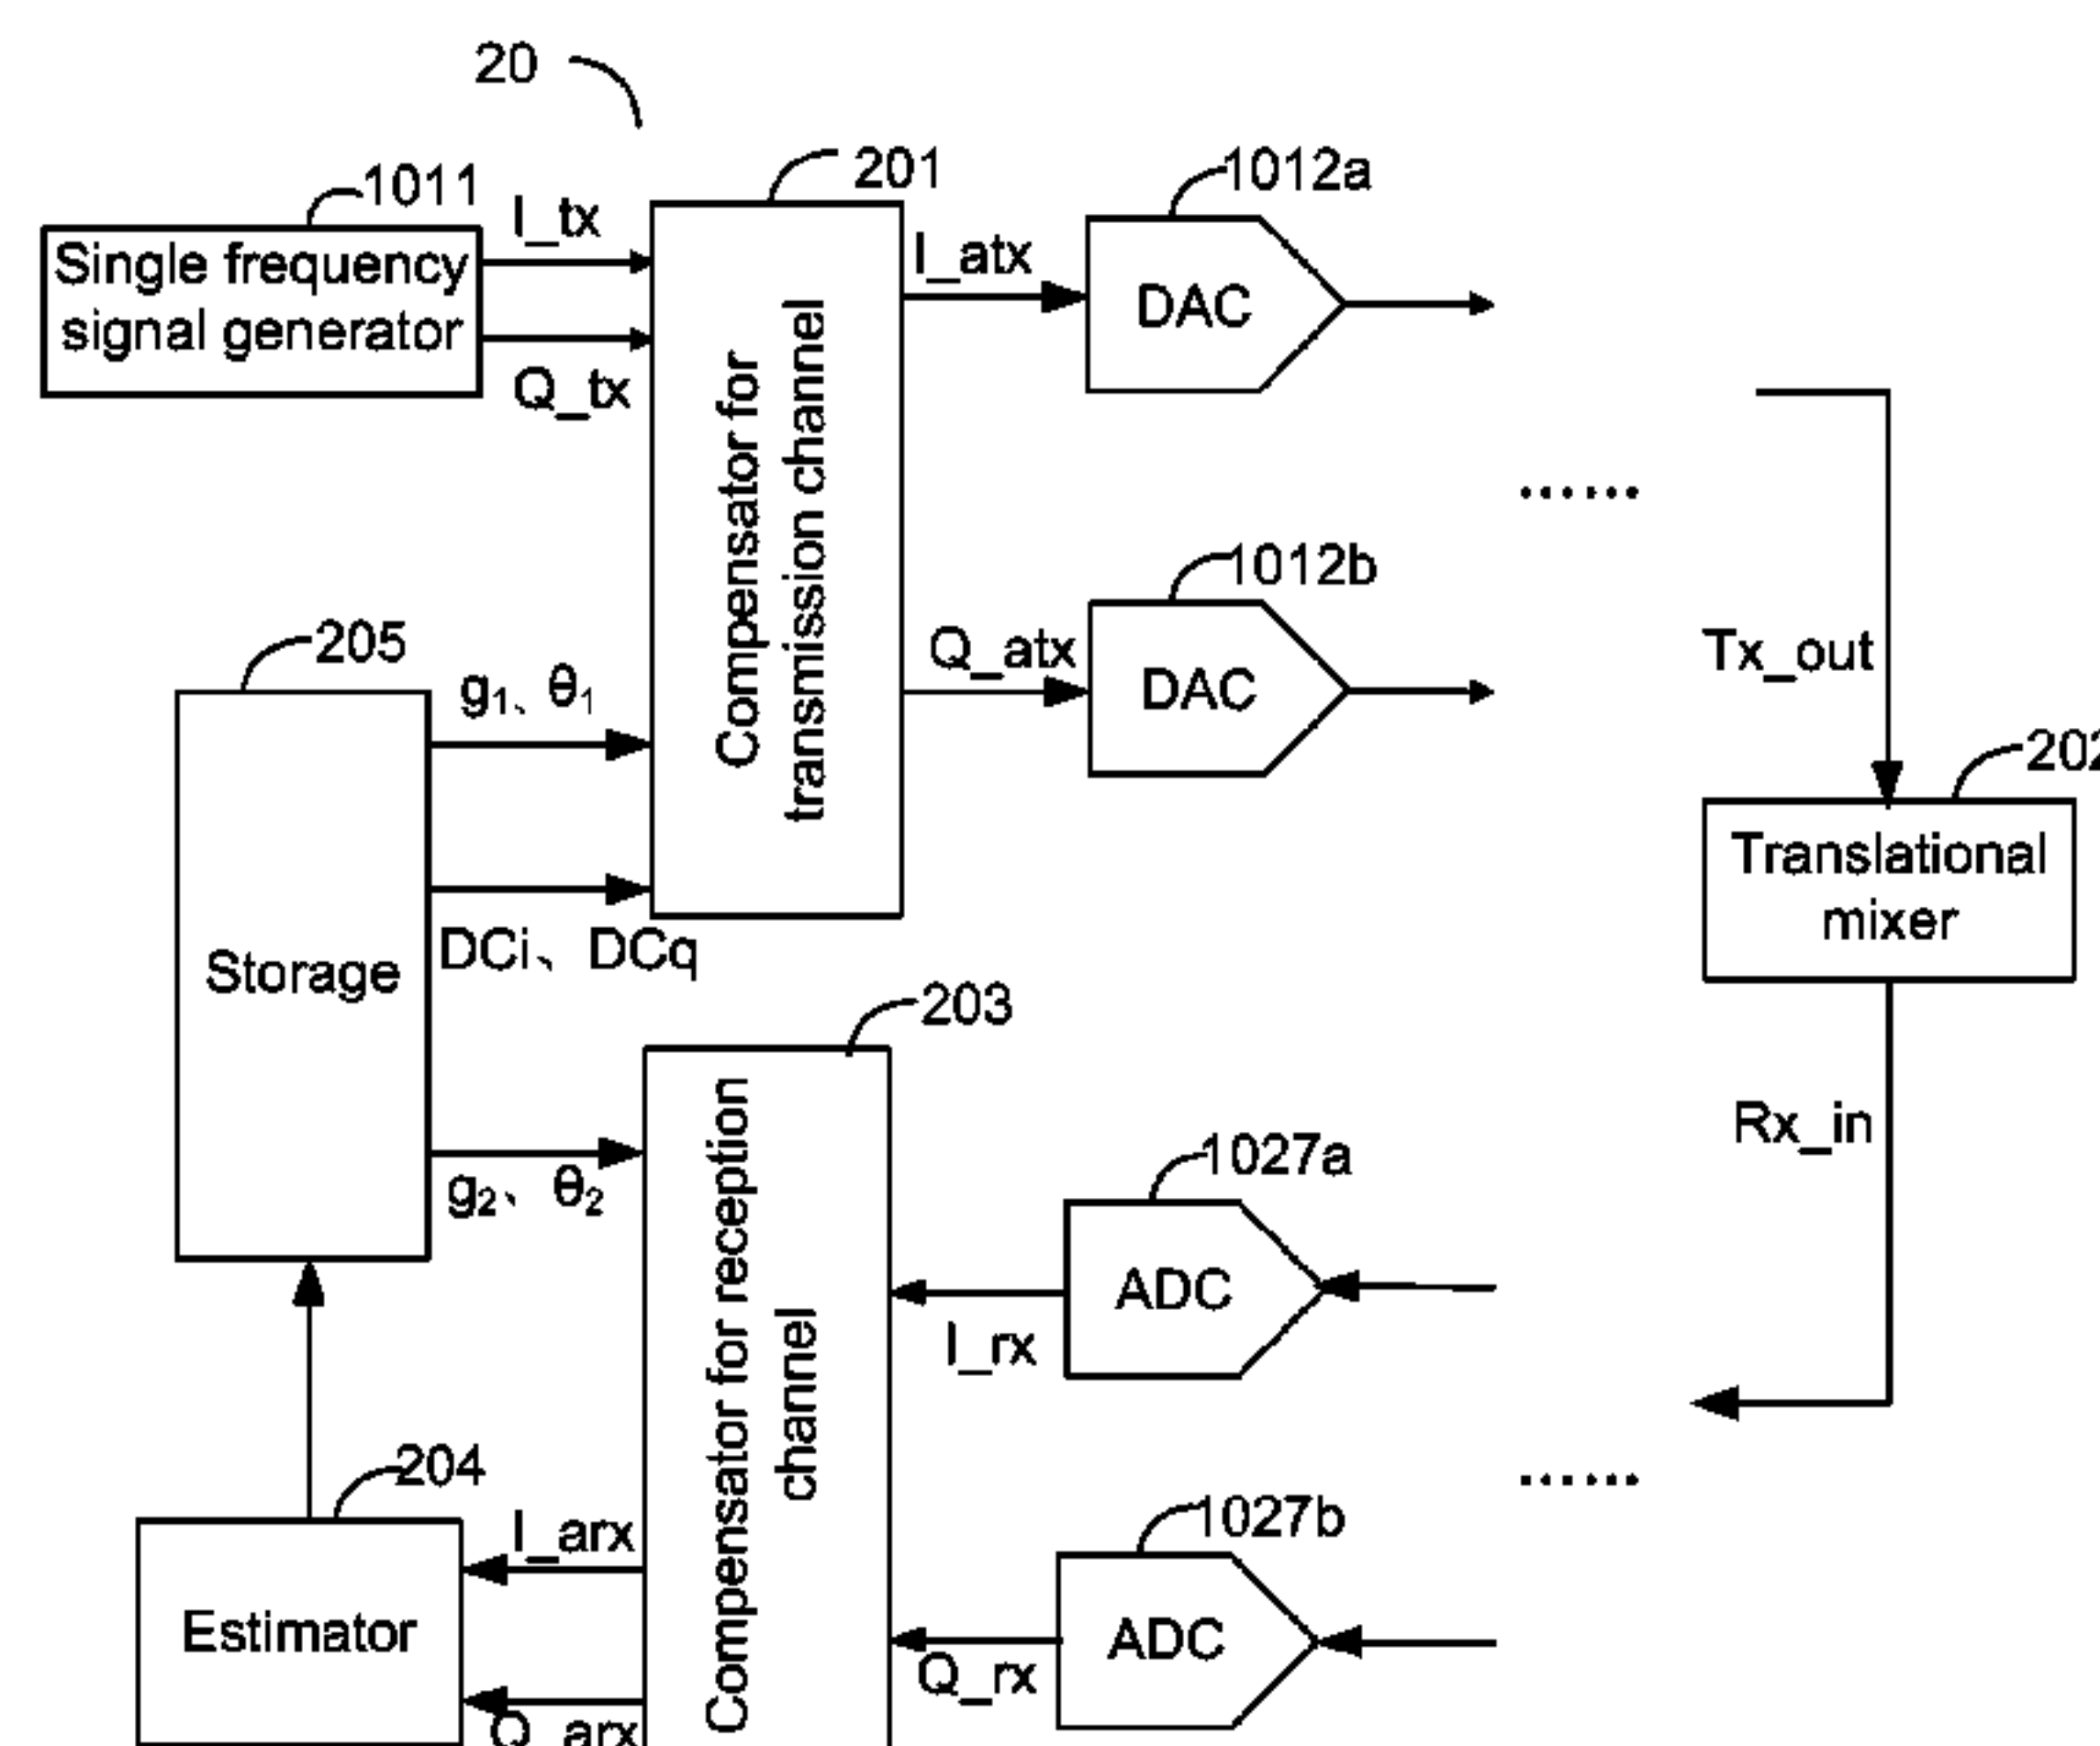 20
1011
Single frequency
signal generator
I_tx
Q_tx
201
Compensator for
transmission channel
I_atx
1012a
DAC
Q_atx
1012b
DAC
......
Tx_out
Translational
mixer
Rx_in
205
Storage
g₁、θ₁
DCi、DCq
g₂、θ₂
203
Compensator for reception
channel
1027a
ADC
I_rx
1027b
ADC
Q_rx
......
204
Estimator
I_arx
Q_arx